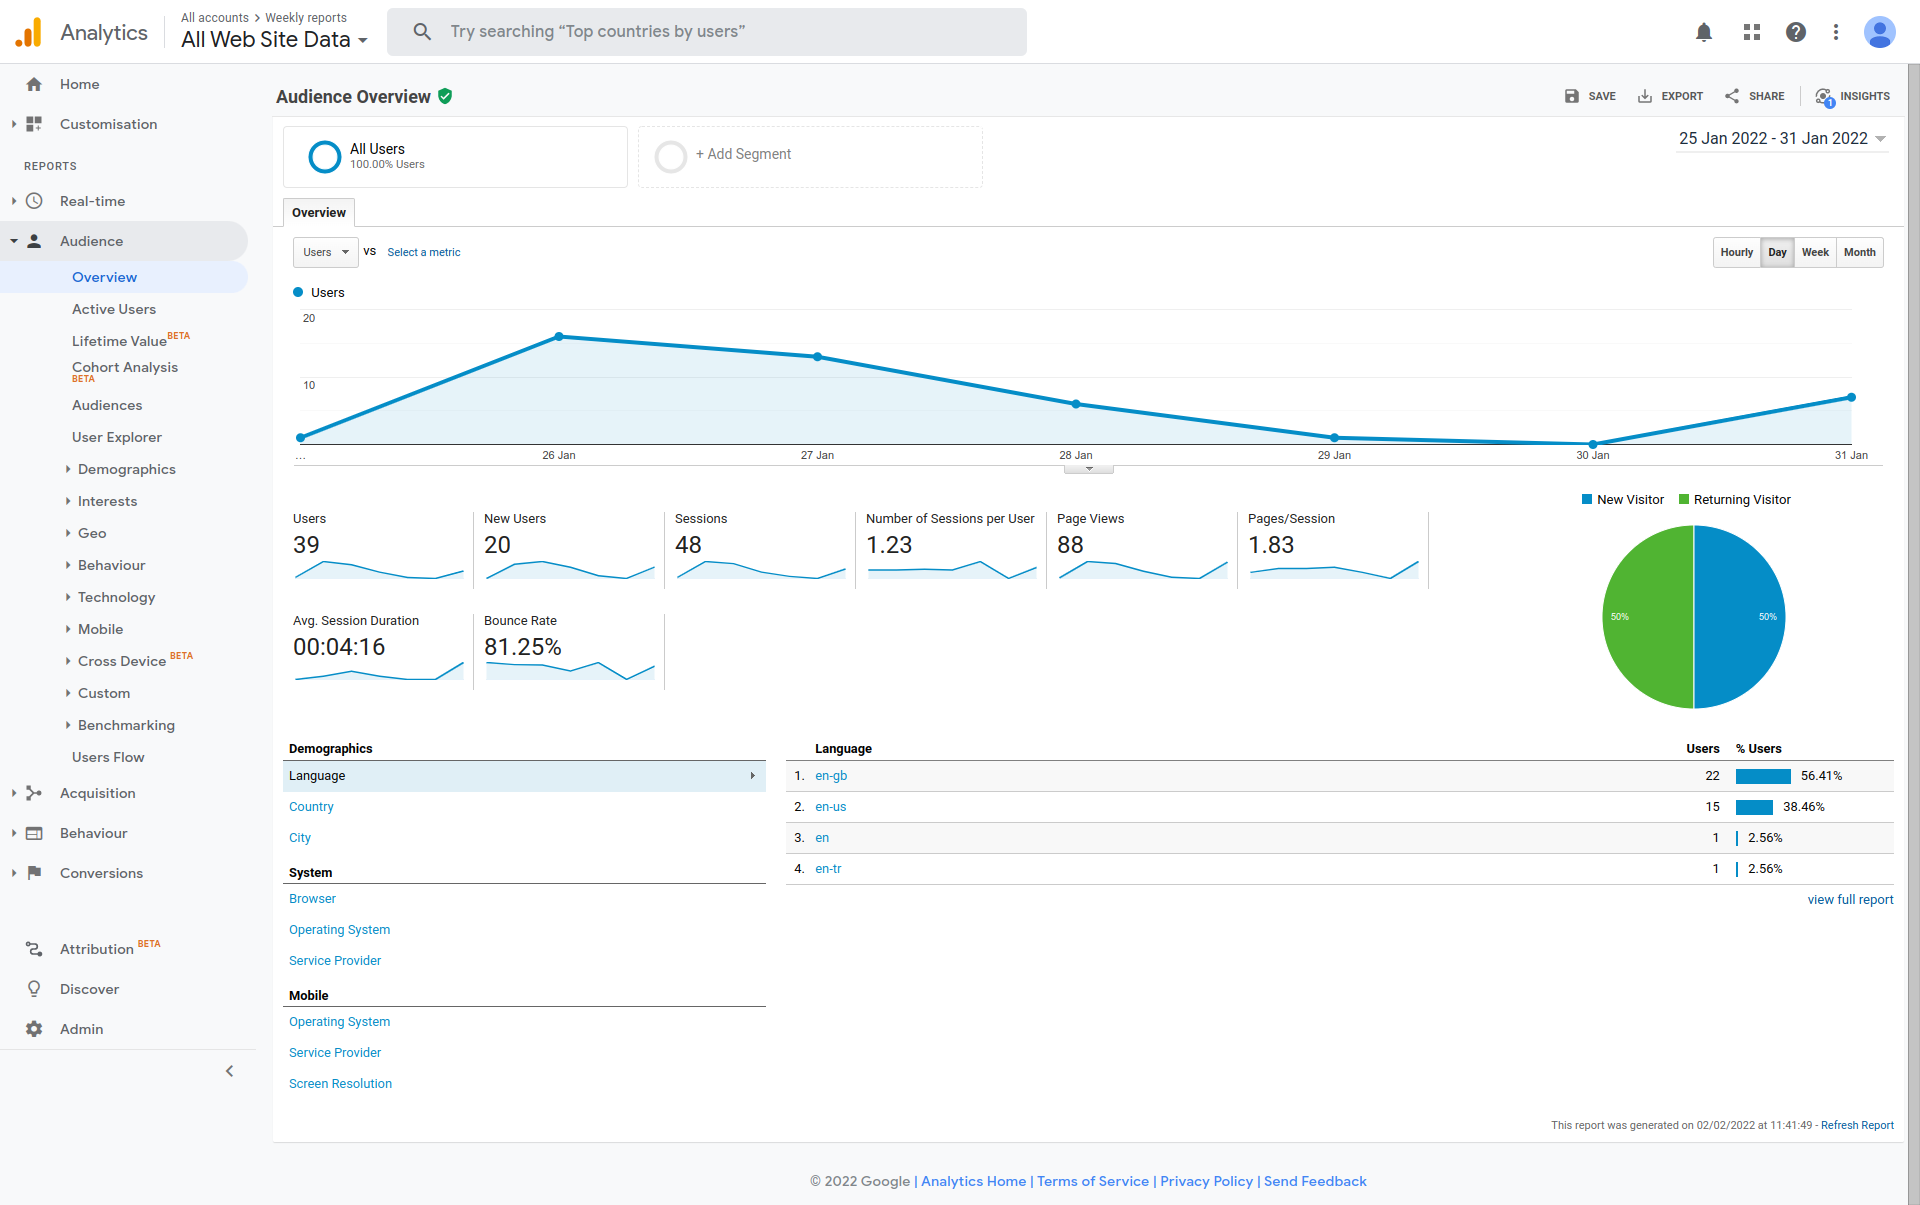 Analytics
All accounts > Weekly reports
All Web Site Data
Try searching “Top countries by users”
Home
Customisation
REPORTS
Real-time
Audience
Overview
Active Users
Lifetime Value BETA
Cohort Analysis
BETA
Audiences
User Explorer
Demographics
Interests
Geo
Behaviour
Technology
Mobile
Cross Device BETA
Custom
Benchmarking
Users Flow
Acquisition
Behaviour
Conversions
Attribution BETA
Discover
Admin
Audience Overview
SAVE EXPORT SHARE 1 INSIGHTS
All Users
100.00% Users
+ Add Segment
25 Jan 2022 - 31 Jan 2022
Overview
Users VS Select a metric
Hourly Day Week Month
Users
20
10
... 26 Jan 27 Jan 28 Jan 29 Jan 30 Jan 31 Jan
New Visitor Returning Visitor
50% 50%
Users
39
New Users
20
Sessions
48
Number of Sessions per User
1.23
Page Views
88
Pages/Session
1.83
Avg. Session Duration
00:04:16
Bounce Rate
81.25%
Demographics
Language
Country
City
System
Browser
Operating System
Service Provider
Mobile
Operating System
Service Provider
Screen Resolution
Language Users % Users
1. en-gb 22 56.41%
2. en-us 15 38.46%
3. en 1 2.56%
4. en-tr 1 2.56%
view full report
This report was generated on 02/02/2022 at 11:41:49 - Refresh Report
© 2022 Google | Analytics Home | Terms of Service | Privacy Policy | Send Feedback